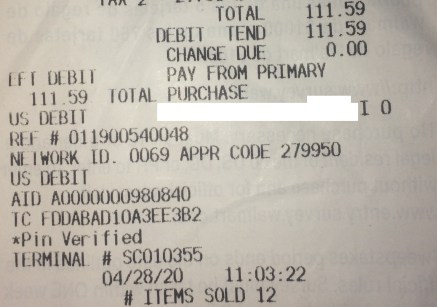 TAX 2
TOTAL 111.59
DEBIT TEND 111.59
CHANGE DUE 0.00
EFT DEBIT PAY FROM PRIMARY
111.59 TOTAL PURCHASE
US DEBIT I 0
REF # 011900540048
NETWORK ID. 0069 APPR CODE 279950
US DEBIT
AID A0000000980840
TC FDDABAD10A3EE3B2
*Pin Verified
TERMINAL # SC010355
04/28/20 11:03:22
# ITEMS SOLD 12